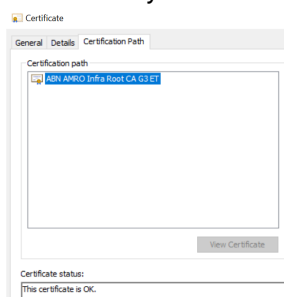 Certificate
General Details Certification Path
Certification path
ABN AMRO Infra Root CA G3 ET
View Certificate
Certificate status:
This certificate is OK.